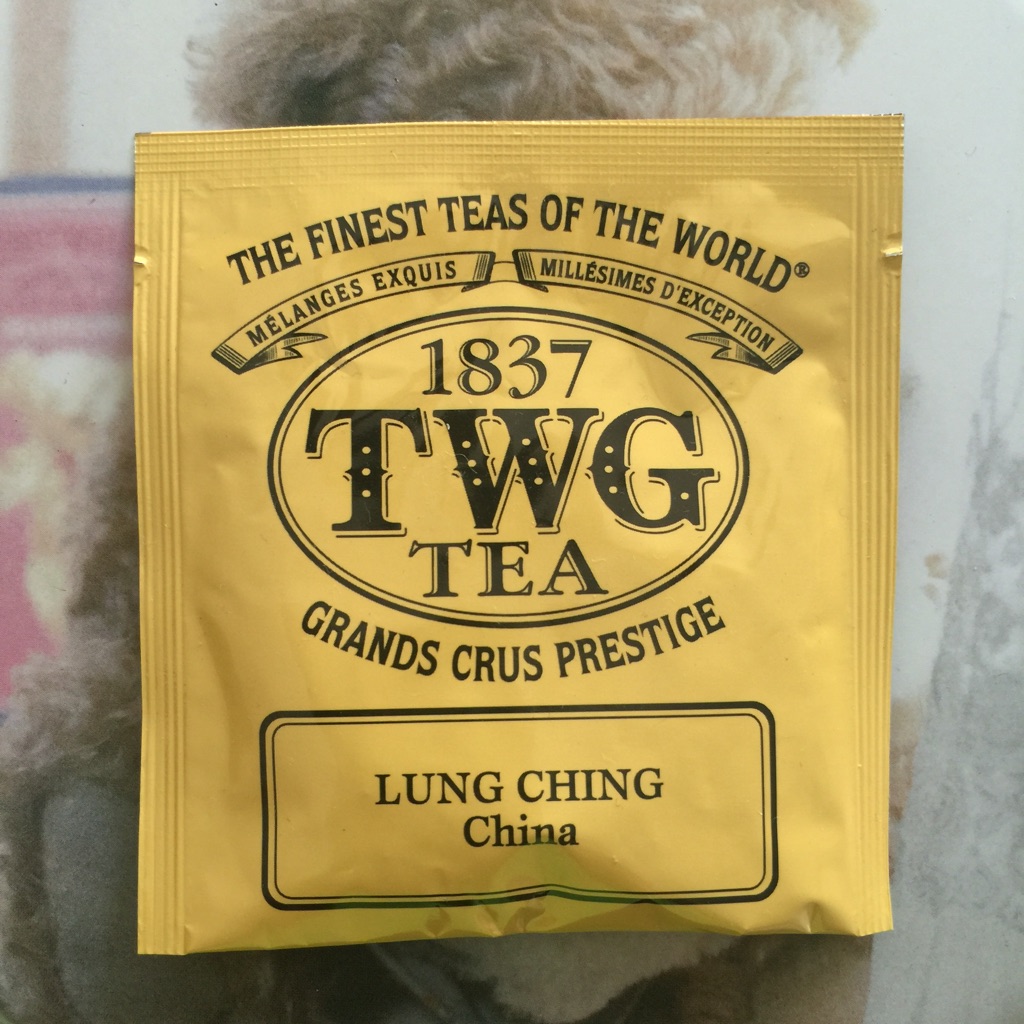 THE FINEST TEAS OF THE WORLD®
MÉLANGES EXQUIS MILLÉSIMES D'EXCEPTION
1837
TWG
TEA
GRANDS CRUS PRESTIGE
LUNG CHING
China